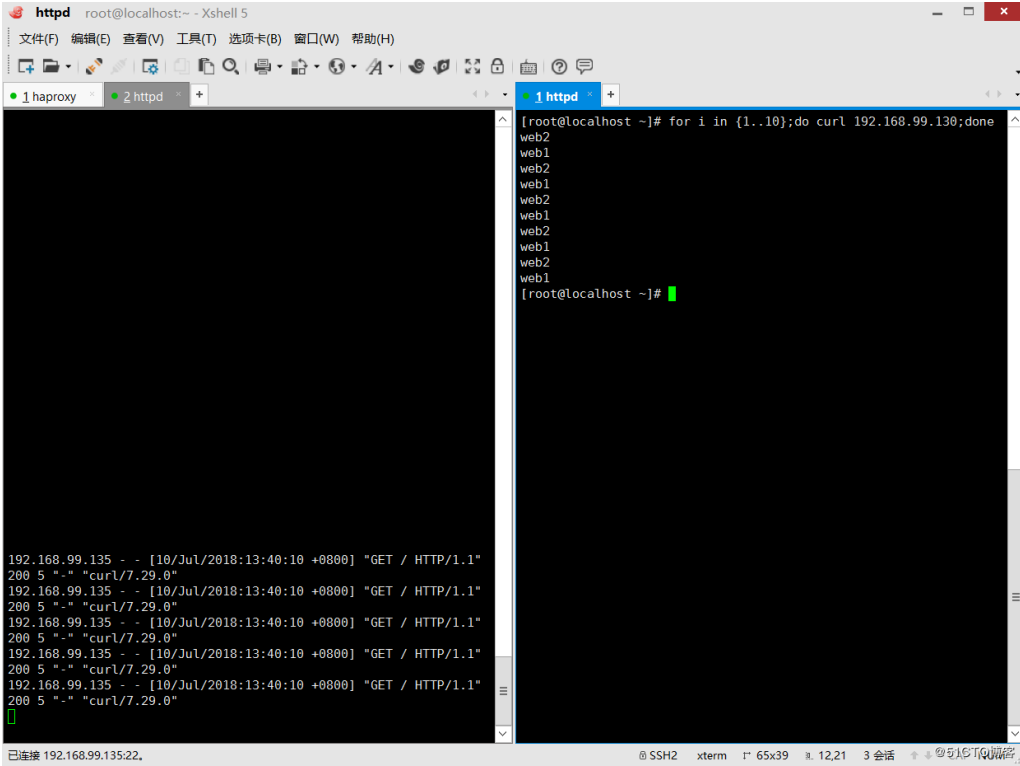 httpd root@localhost:~ - Xshell 5
文件(F) 编辑(E) 查看(V) 工具(T) 选项卡(B) 窗口(W) 帮助(H)
1 haproxy × 2 httpd × +
1 httpd × +
192.168.99.135 - - [10/Jul/2018:13:40:10 +0800] "GET / HTTP/1.1"
200 5 "-" "curl/7.29.0"
192.168.99.135 - - [10/Jul/2018:13:40:10 +0800] "GET / HTTP/1.1"
200 5 "-" "curl/7.29.0"
192.168.99.135 - - [10/Jul/2018:13:40:10 +0800] "GET / HTTP/1.1"
200 5 "-" "curl/7.29.0"
192.168.99.135 - - [10/Jul/2018:13:40:10 +0800] "GET / HTTP/1.1"
200 5 "-" "curl/7.29.0"
192.168.99.135 - - [10/Jul/2018:13:40:10 +0800] "GET / HTTP/1.1"
200 5 "-" "curl/7.29.0"
[root@localhost ~]# for i in {1..10};do curl 192.168.99.130;done
web2
web1
web2
web1
web2
web1
web2
web1
web2
web1
[root@localhost ~]#
已连接 192.168.99.135:22。 SSH2 xterm 65x39 12,21 3 会话
@51CTO博客